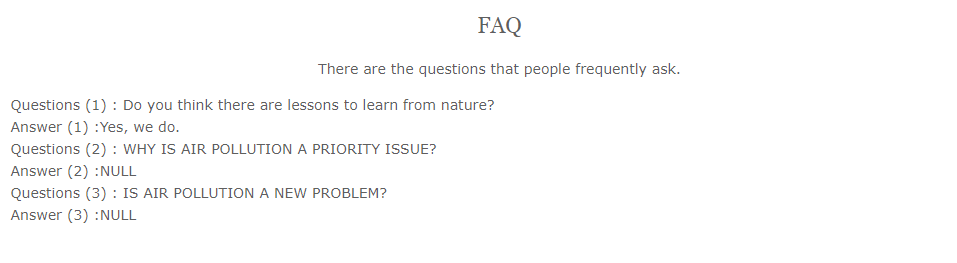 FAQ
There are the questions that people frequently ask.
Questions (1) : Do you think there are lessons to learn from nature?
Answer (1) :Yes, we do.
Questions (2) : WHY IS AIR POLLUTION A PRIORITY ISSUE?
Answer (2) :NULL
Questions (3) : IS AIR POLLUTION A NEW PROBLEM?
Answer (3) :NULL